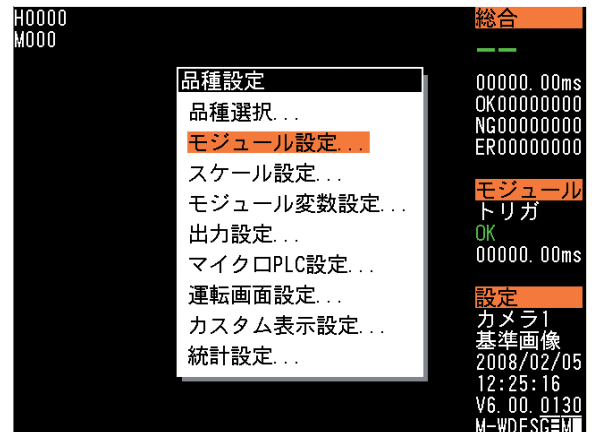 H0000
M000
品種設定
品種選択...
モジュール設定...
スケール設定...
モジュール変数設定...
出力設定...
マイクロPLC設定...
運転画面設定...
カスタム表示設定...
統計設定...
総合
--
00000.00ms
OK00000000
NG00000000
ER00000000
モジュール
トリガ
OK
00000.00ms
設定
カメラ1
基準画像
2008/02/05
12:25:16
V6.00.0130